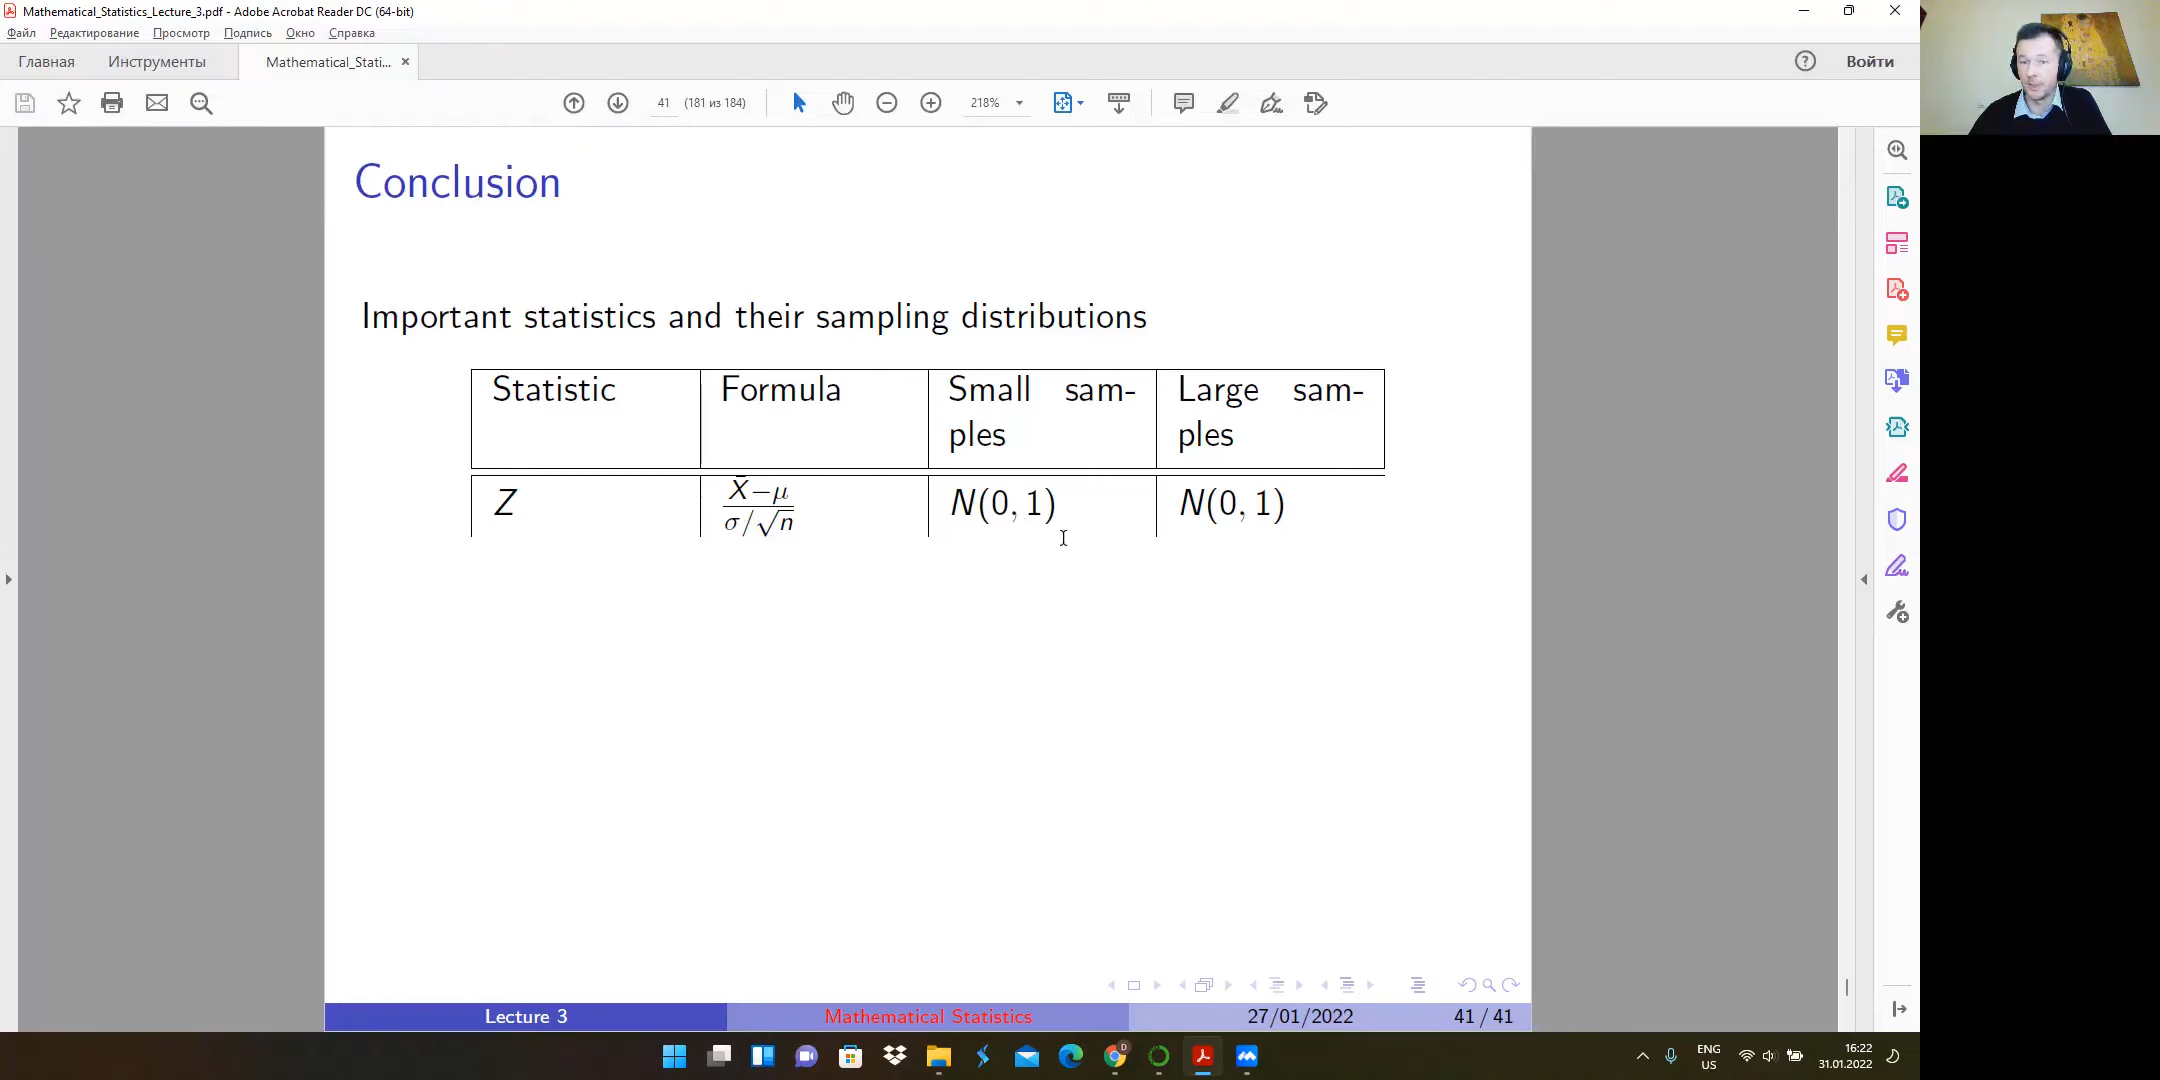 Mathematical_Statistics_Lecture_3.pdf - Adobe Acrobat Reader DC (64-bit)
Файл Редактирование Просмотр Подпись Окно Справка
Главная Инструменты Mathematical_Stati... × Войти
41 (181 из 184) 218%
Conclusion
Important statistics and their sampling distributions
Statistic Formula Small sam- Large sam-
ples ples
Z X̄−μ / σ/√n N(0, 1) N(0, 1)
Lecture 3 Mathematical Statistics 27/01/2022 41 / 41
ENG 16:22
US 31.01.2022